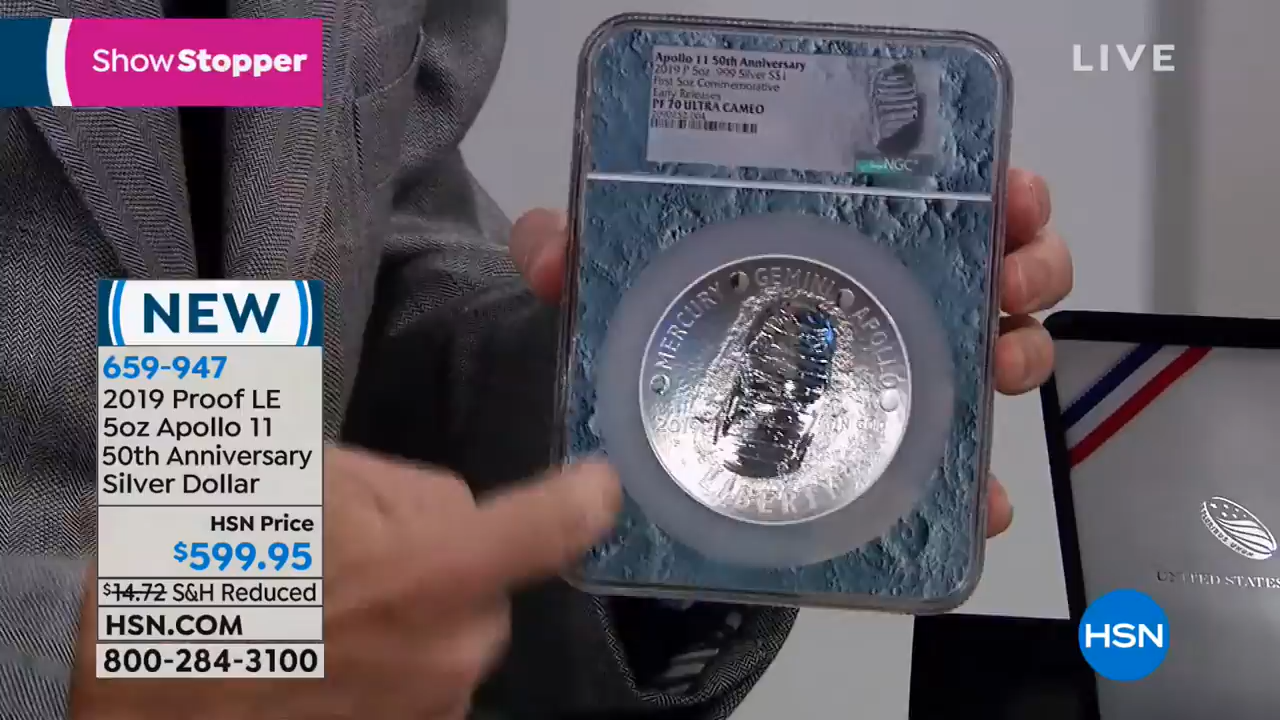 ShowStopper
LIVE
NEW
659-947
2019 Proof LE
5oz Apollo 11
50th Anniversary
Silver Dollar
HSN Price
$599.95
$14.72 S&H Reduced
HSN.COM
800-284-3100
Apollo 11 50th Anniversary
2019 P 5oz .999 Silver S$1
First 5oz Commemorative
Early Releases
PF 70 ULTRA CAMEO
NGC
MERCURY GEMINI APOLLO
2019
LIBERTY
UNITED STATES
HSN